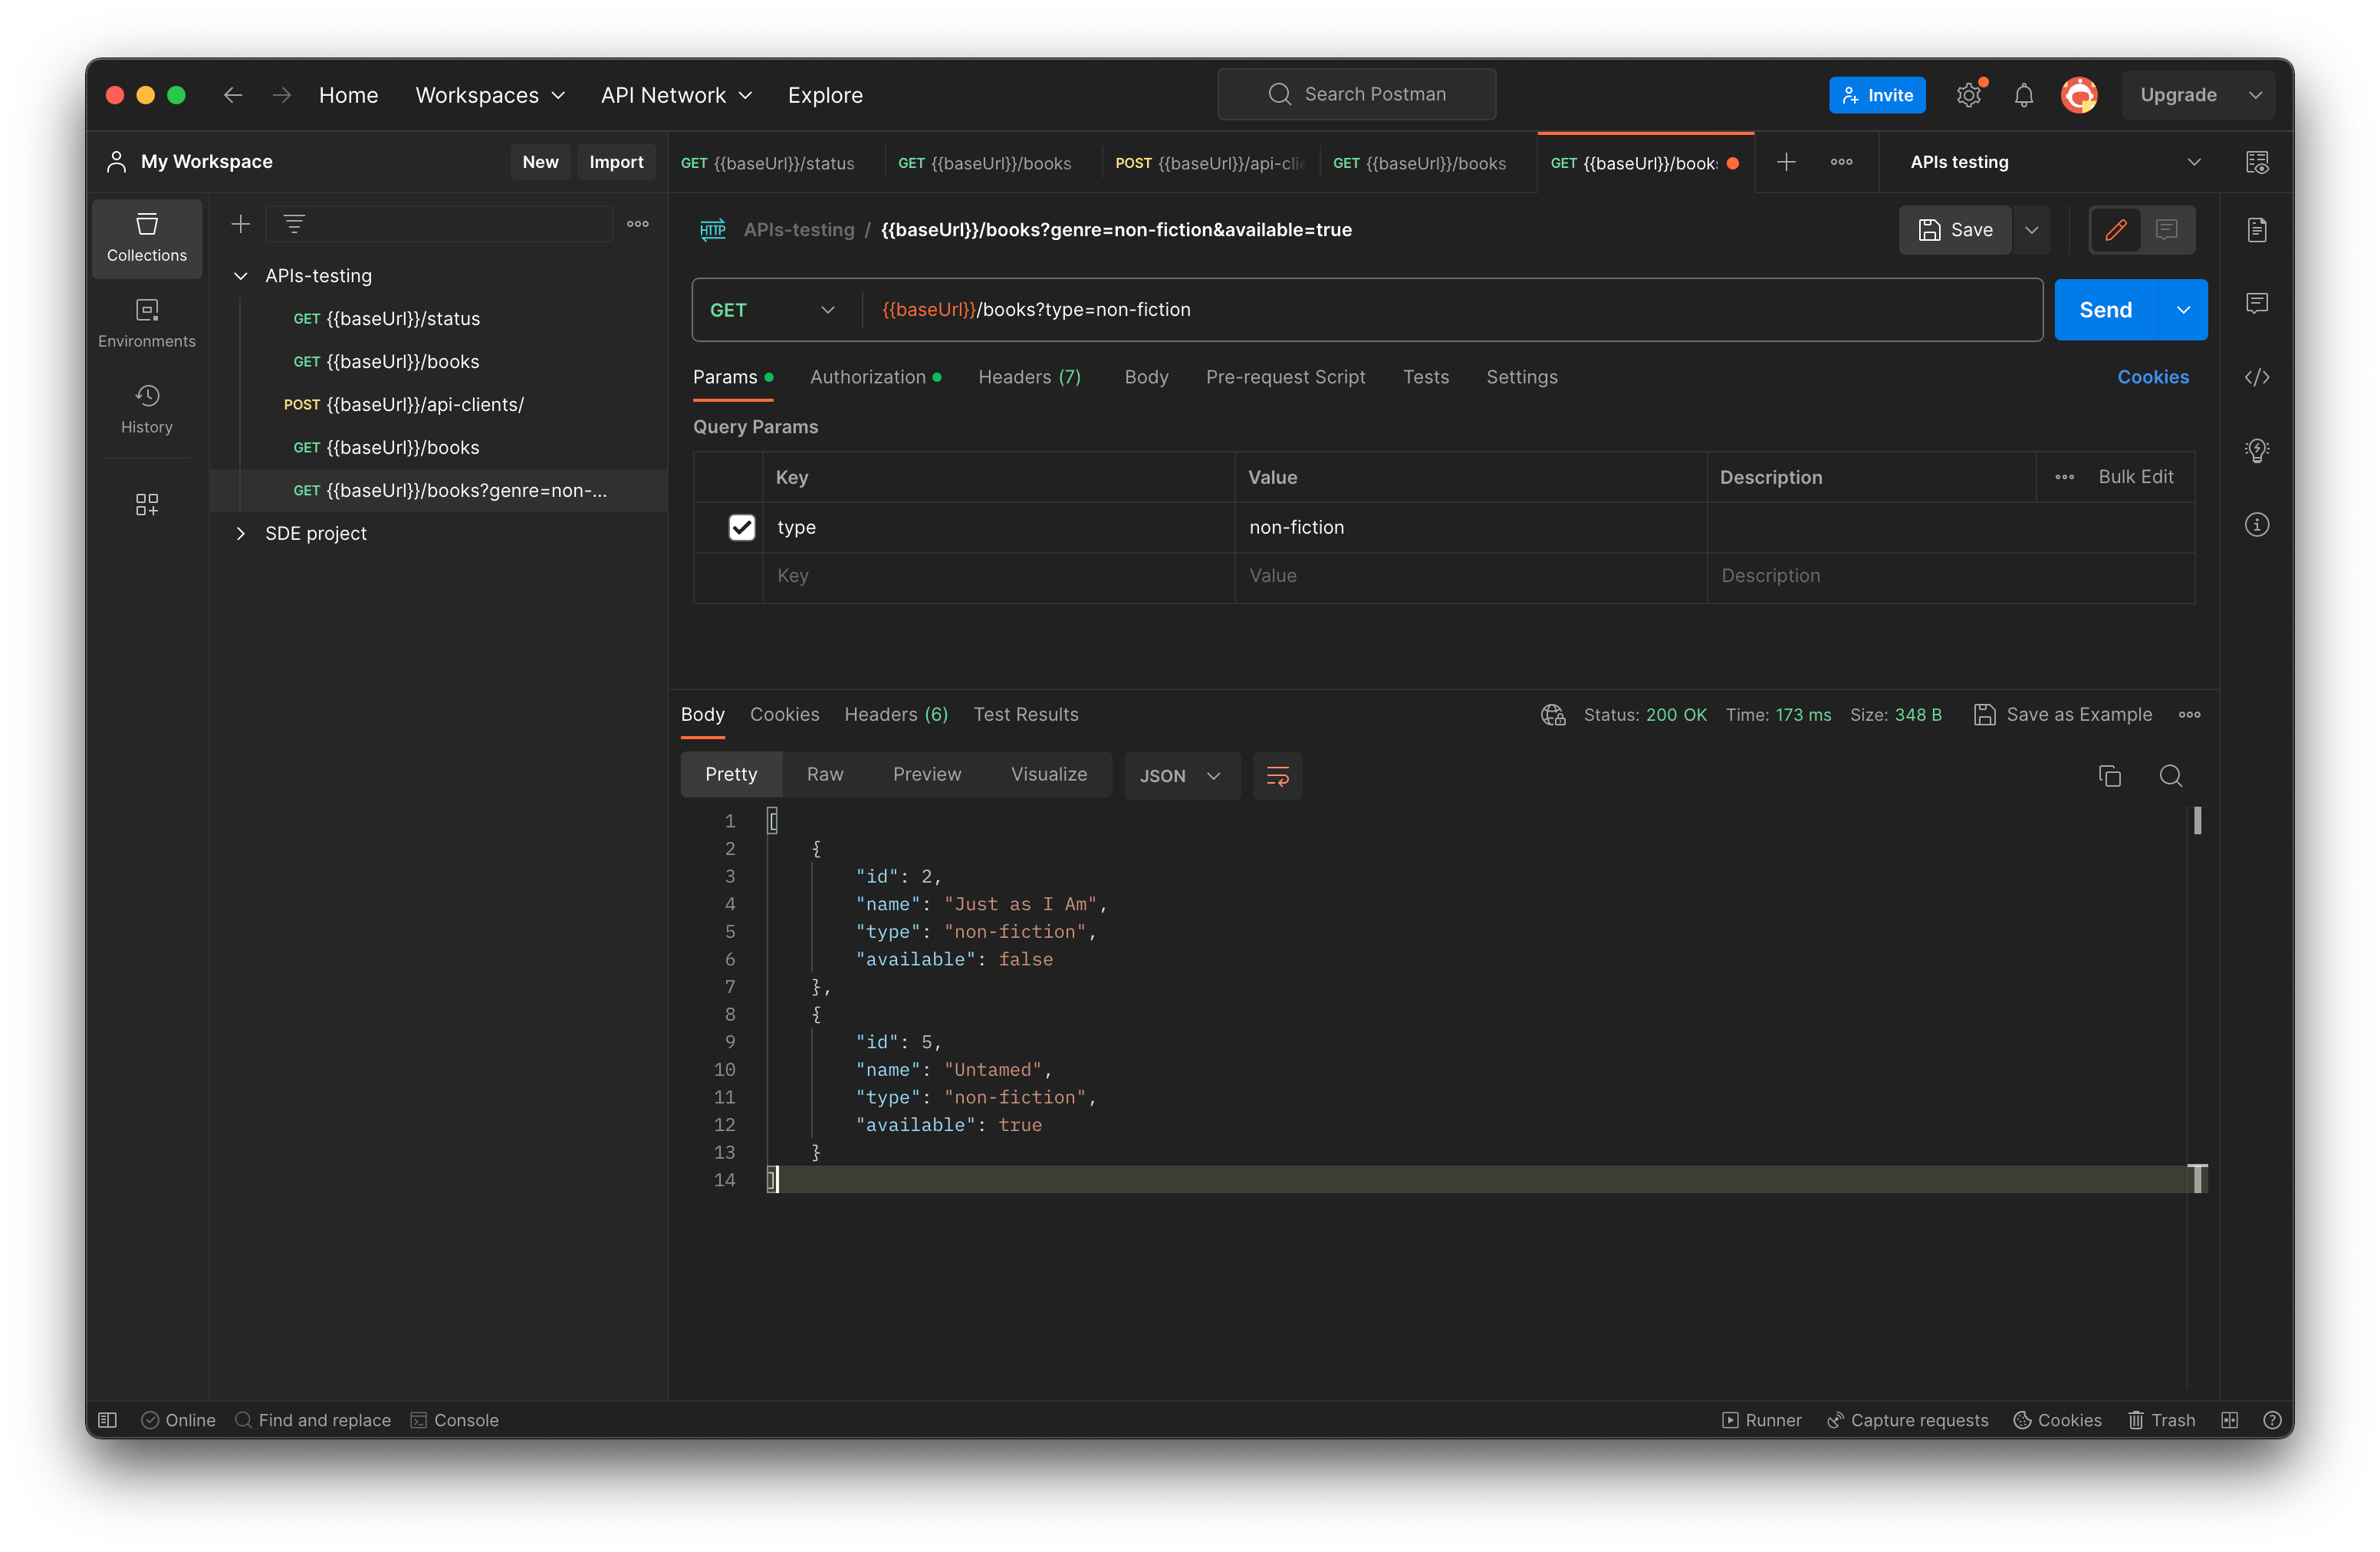 Home Workspaces API Network Explore Search Postman Invite Upgrade
My Workspace New Import
GET {{baseUrl}}/status GET {{baseUrl}}/books POST {{baseUrl}}/api-clie GET {{baseUrl}}/books GET {{baseUrl}}/book: APIs testing
Collections
Environments
History
APIs-testing
GET {{baseUrl}}/status
GET {{baseUrl}}/books
POST {{baseUrl}}/api-clients/
GET {{baseUrl}}/books
GET {{baseUrl}}/books?genre=non-...
SDE project
HTTP APIs-testing / {{baseUrl}}/books?genre=non-fiction&available=true Save
GET {{baseUrl}}/books?type=non-fiction Send
Params Authorization Headers (7) Body Pre-request Script Tests Settings Cookies
Query Params
Key Value Description Bulk Edit
type non-fiction
Key Value Description
Body Cookies Headers (6) Test Results Status: 200 OK Time: 173 ms Size: 348 B Save as Example
Pretty Raw Preview Visualize JSON
1 [
2 {
3 "id": 2,
4 "name": "Just as I Am",
5 "type": "non-fiction",
6 "available": false
7 },
8 {
9 "id": 5,
10 "name": "Untamed",
11 "type": "non-fiction",
12 "available": true
13 }
14 ]
Online Find and replace Console Runner Capture requests Cookies Trash